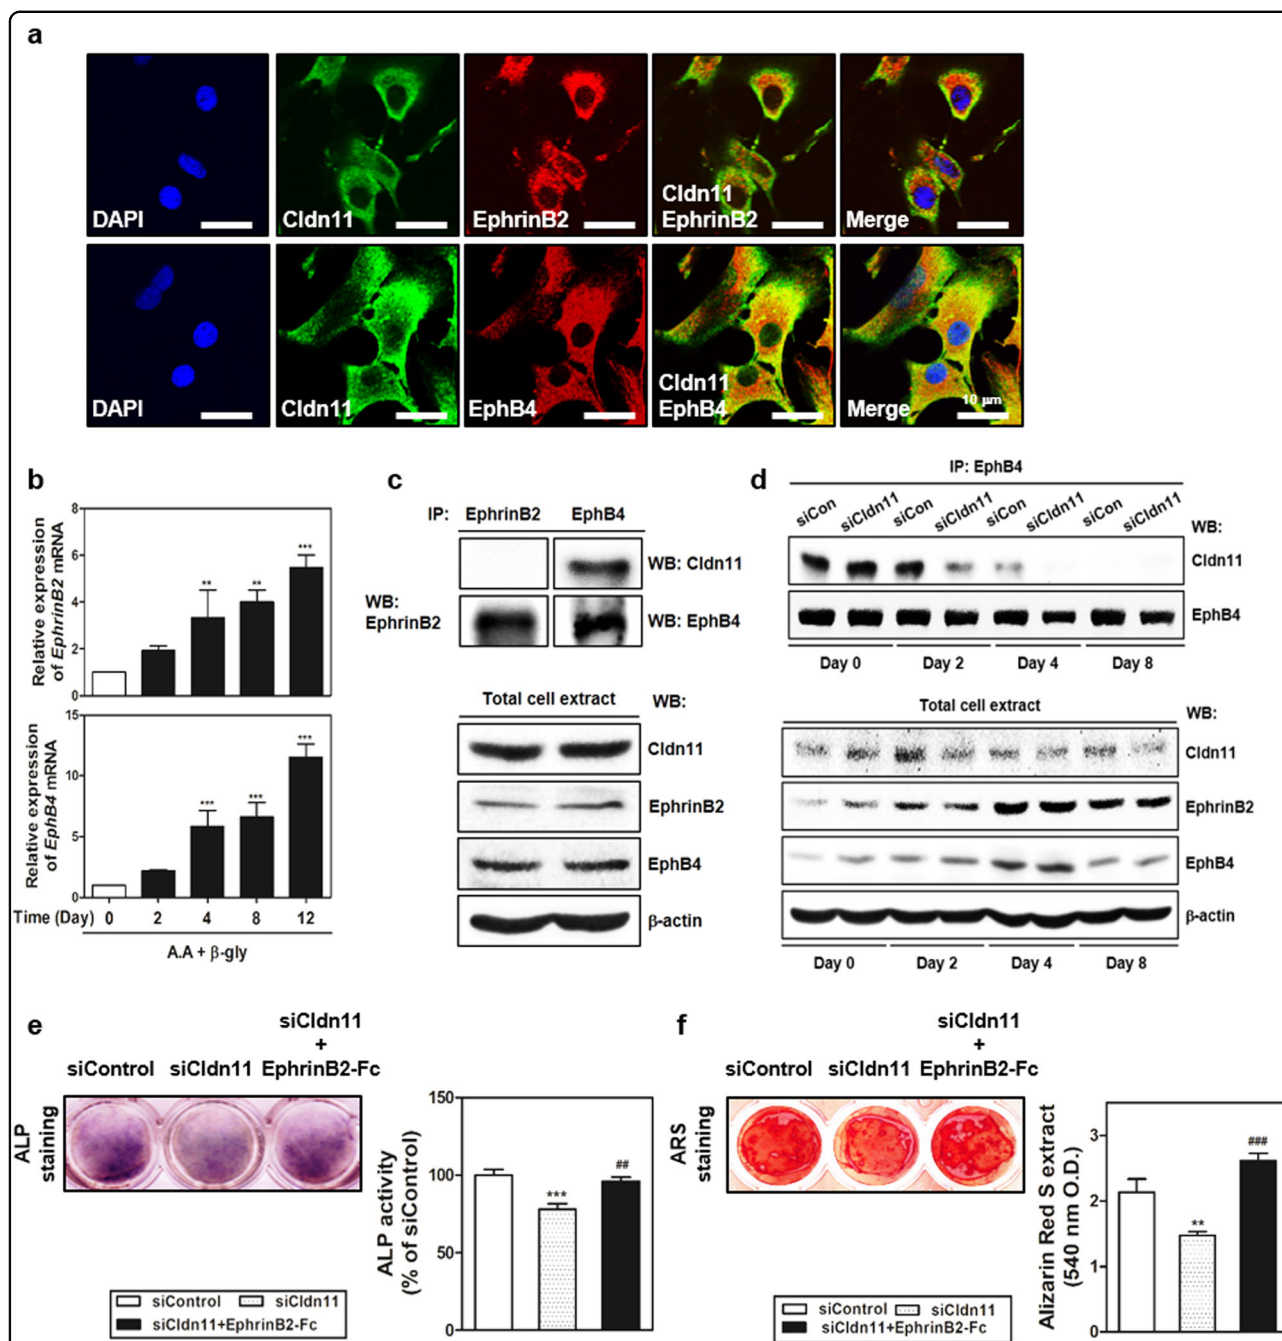 a
DAPI
Cldn11
EphrinB2
Cldn11
EphrinB2
Merge
DAPI
Cldn11
EphB4
Cldn11
EphB4
Merge
10 μm
b
Relative expression
of EphrinB2 mRNA
8
6
4
2
0
**
**
***
Relative expression
of EphB4 mRNA
15
10
5
0
***
***
***
Time (Day) 0 2 4 8 12
A.A + β-gly
c
IP: EphrinB2 EphB4
WB: Cldn11
WB:
EphrinB2
WB: EphB4
Total cell extract WB:
Cldn11
EphrinB2
EphB4
β-actin
d
IP: EphB4
siCon siCldn11 siCon siCldn11 siCon siCldn11 siCon siCldn11
WB:
Cldn11
EphB4
Day 0 Day 2 Day 4 Day 8
Total cell extract
WB:
Cldn11
EphrinB2
EphB4
β-actin
Day 0 Day 2 Day 4 Day 8
e
siControl siCldn11 siCldn11
+
EphrinB2-Fc
ALP
staining
ALP activity
(% of siControl)
150
100
50
0
***
##
siControl siCldn11
siCldn11+EphrinB2-Fc
f
siControl siCldn11 siCldn11
+
EphrinB2-Fc
ARS
staining
Alizarin Red S extract
(540 nm O.D.)
3
2
1
0
**
###
siControl siCldn11
siCldn11+EphrinB2-Fc